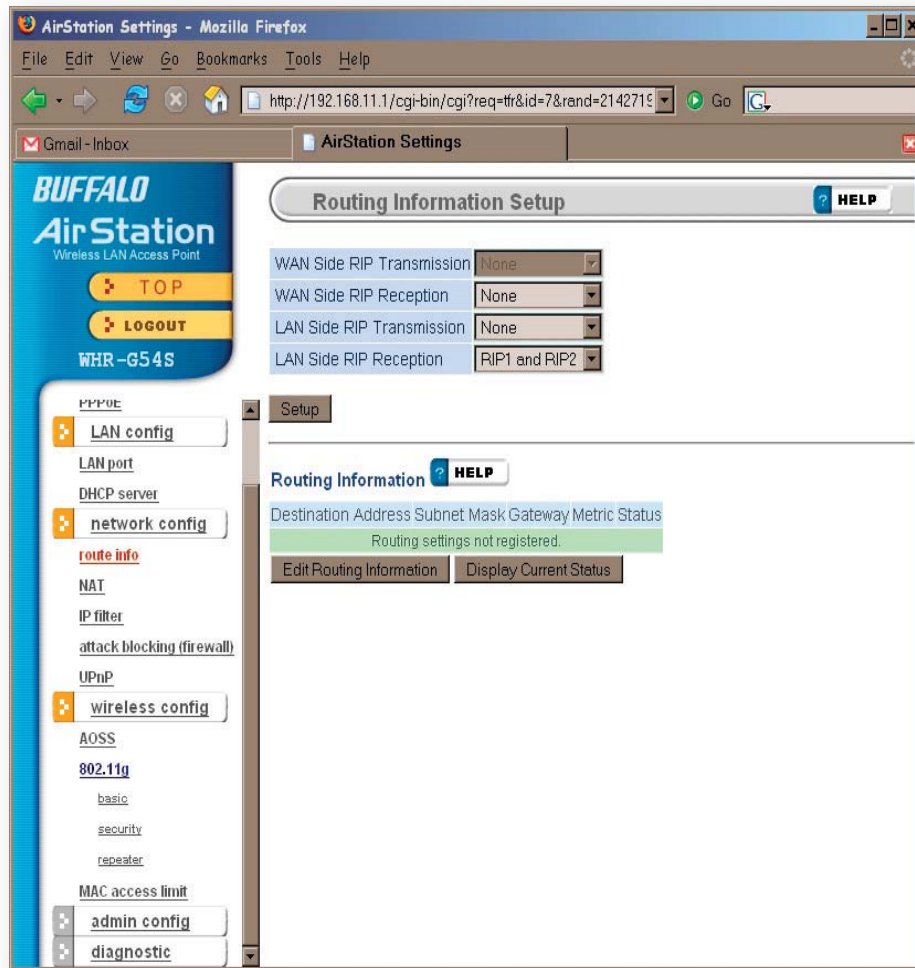 AirStation Settings - Mozilla Firefox
File Edit View Go Bookmarks Tools Help
http://192.168.11.1/cgi-bin/cgi?req=tfr&id=7&rand=2142719 Go G
Gmail - Inbox AirStation Settings
BUFFALO
AirStation
Wireless LAN Access Point
TOP
LOGOUT
WHR-G54S
PPPoE
LAN config
LAN port
DHCP server
network config
route info
NAT
IP filter
attack blocking (firewall)
UPnP
wireless config
AOSS
802.11g
basic
security
repeater
MAC access limit
admin config
diagnostic
Routing Information Setup ? HELP
WAN Side RIP Transmission None
WAN Side RIP Reception None
LAN Side RIP Transmission None
LAN Side RIP Reception RIP1 and RIP2
Setup
Routing Information ? HELP
Destination Address Subnet Mask Gateway Metric Status
Routing settings not registered.
Edit Routing Information Display Current Status